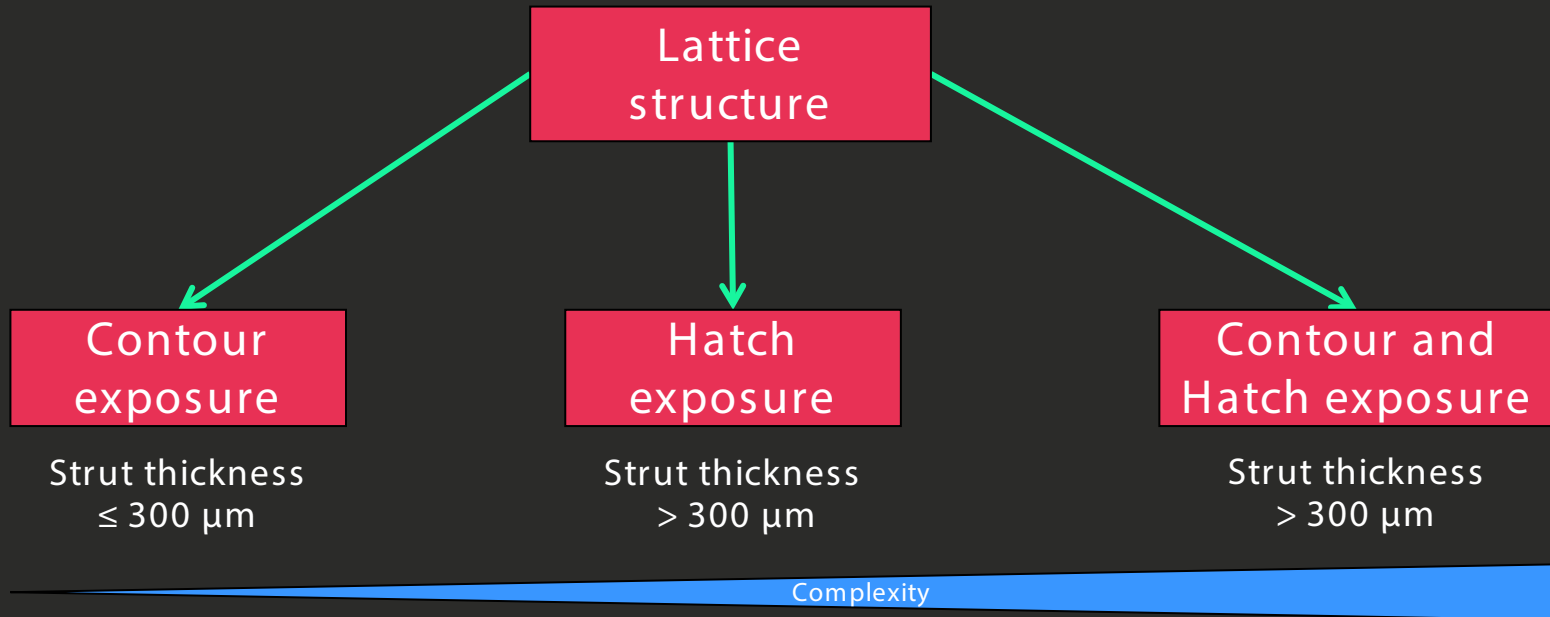 Lattice
structure
Contour
exposure
Hatch
exposure
Contour and
Hatch exposure
Strut thickness
≤ 300 µm
Strut thickness
> 300 µm
Strut thickness
> 300 µm
Complexity